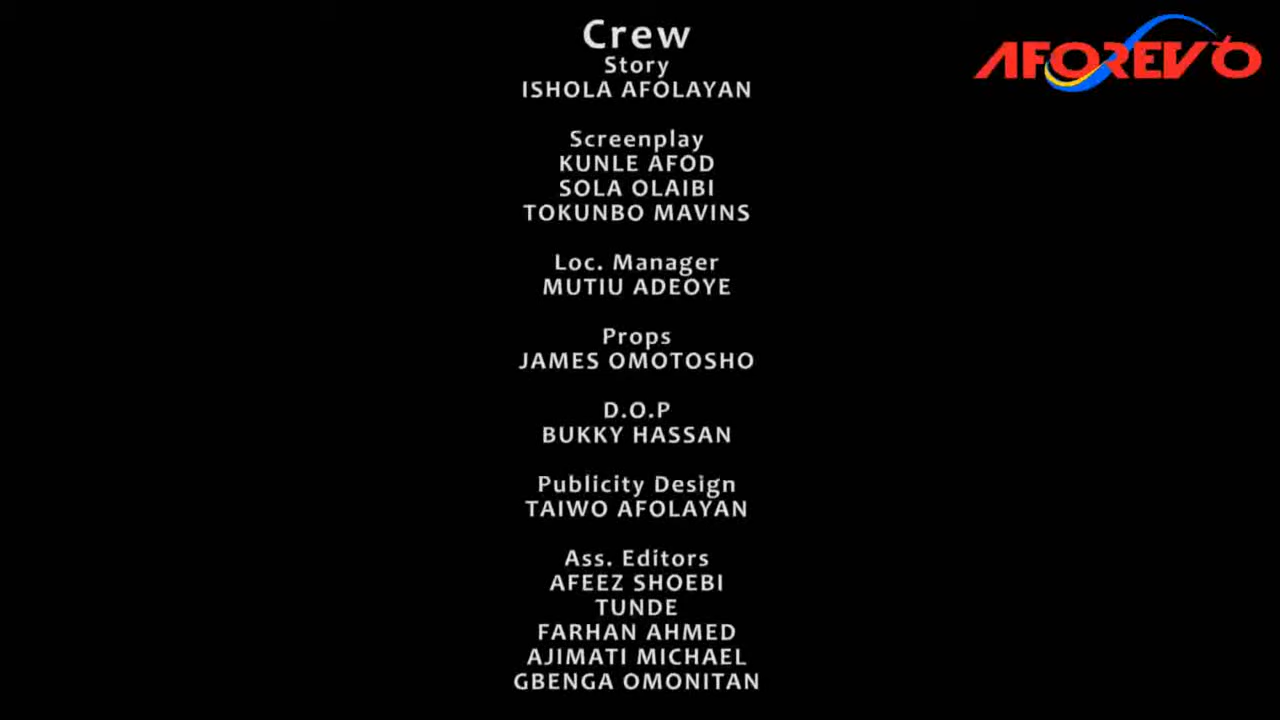 Crew
AFOREVO
Story
ISHOLA AFOLAYAN
Screenplay
KUNLE AFOD
SOLA OLAIBI
TOKUNBO MAVINS
Loc. Manager
MUTIU ADEOYE
Props
JAMES OMOTOSHO
D.O.P
BUKKY HASSAN
Publicity Design
TAIWO AFOLAYAN
Ass. Editors
AFEEZ SHOEBI
TUNDE
FARHAN AHMED
AJIMATI MICHAEL
GBENGA OMONITAN